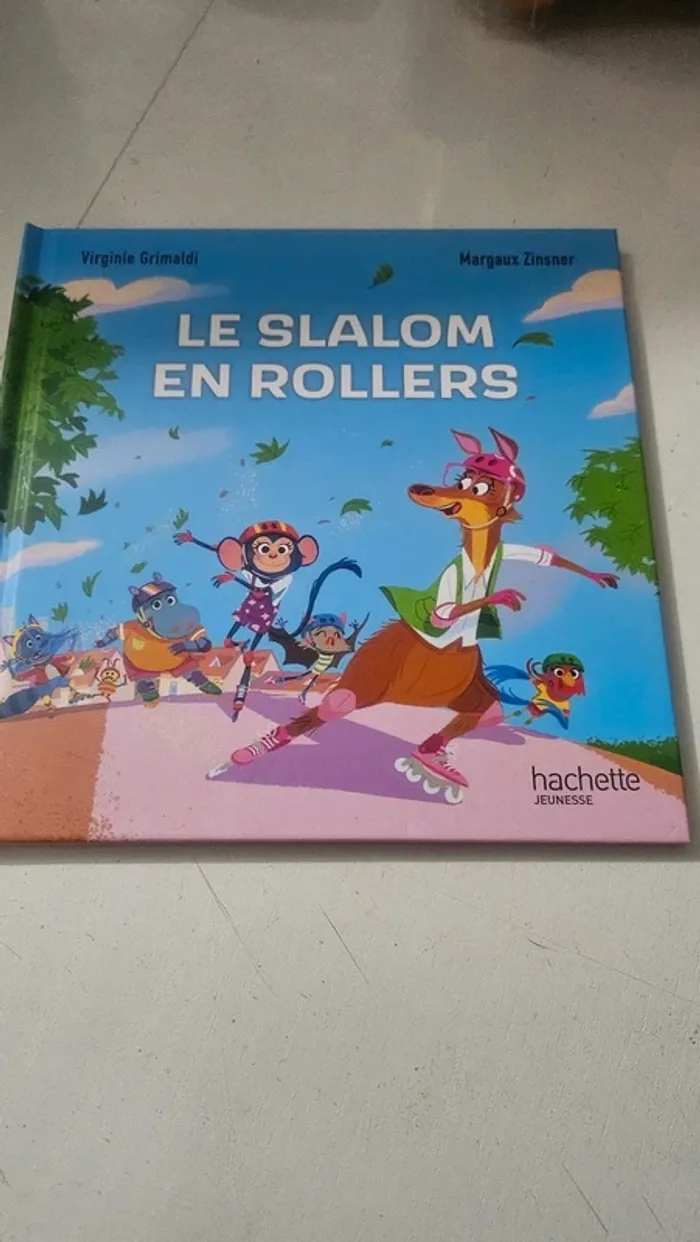 Virginie Grimaldi Margaux Zinsner
LE SLALOM
EN ROLLERS
hachette
JEUNESSE